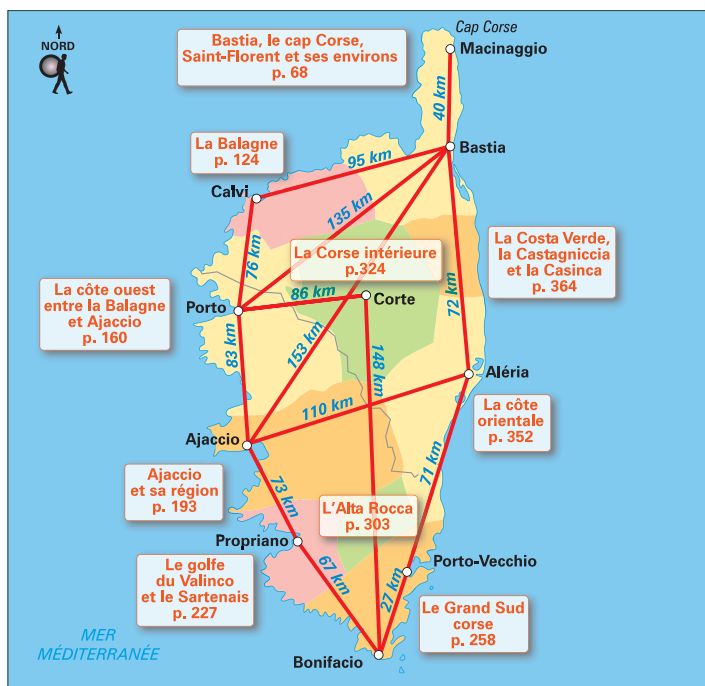 NORD
Cap Corse
Macinaggio
Bastia, le cap Corse,
Saint-Florent et ses environs
p. 68
40 km
Bastia
La Balagne
p. 124
95 km
Calvi
135 km
76 km
La Corse intérieure
p.324
La Costa Verde,
la Castagniccia
et la Casinca
p. 364
La côte ouest
entre la Balagne
et Ajaccio
p. 160
Porto
86 km
Corte
72 km
83 km
153 km
148 km
Aléria
110 km
La côte
orientale
p. 352
Ajaccio
Ajaccio
et sa région
p. 193
73 km
71 km
L'Alta Rocca
p. 303
Propriano
Porto-Vecchio
Le golfe
du Valinco
et le Sartenais
p. 227
67 km
27 km
Le Grand Sud
corse
p. 258
MER
MÉDITERRANÉE
Bonifacio